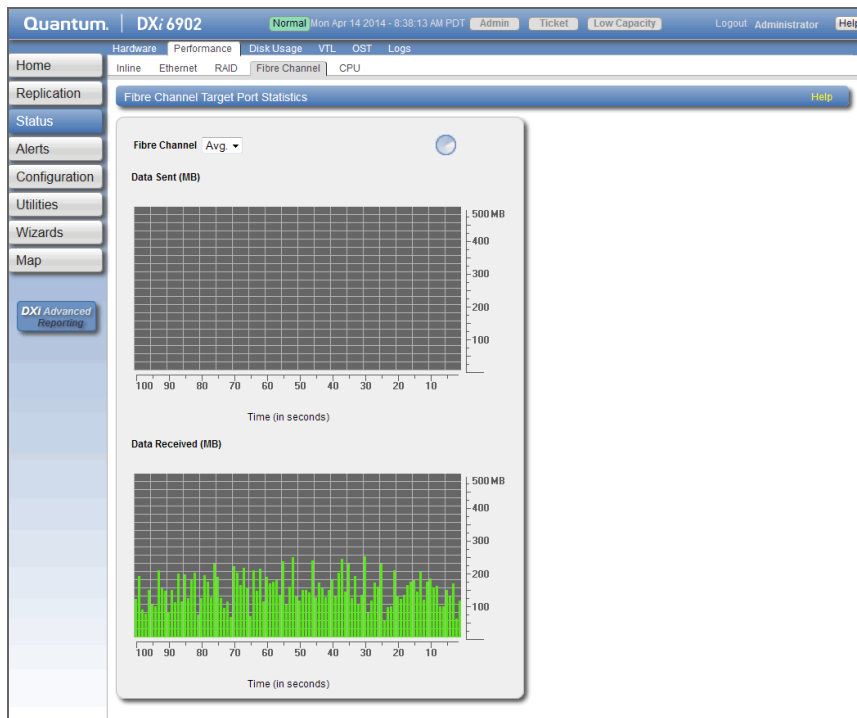 Quantum. DXi 6902 Normal Mon Apr 14 2014 - 8:38:13 AM PDT Admin Ticket Low Capacity Logout Administrator Help
Hardware Performance Disk Usage VTL OST Logs
Inline Ethernet RAID Fibre Channel CPU
Home
Replication
Status
Alerts
Configuration
Utilities
Wizards
Map
DXi Advanced
Reporting
Fibre Channel Target Port Statistics Help
Fibre Channel Avg.
Data Sent (MB)
500 MB
400
300
200
100
100 90 80 70 60 50 40 30 20 10
Time (in seconds)
Data Received (MB)
500 MB
400
300
200
100
100 90 80 70 60 50 40 30 20 10
Time (in seconds)